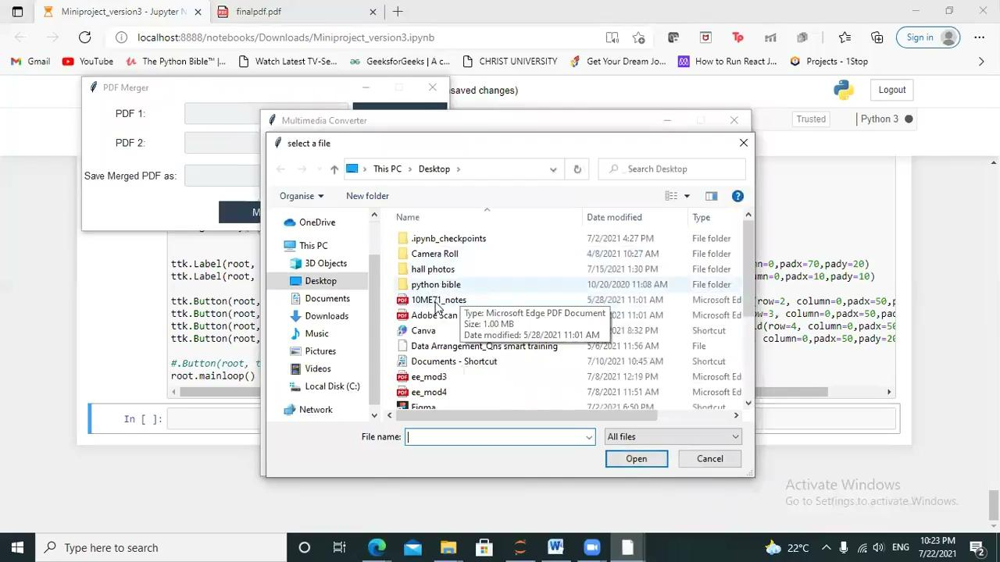 Miniproject_version3 - Jupyter N
finalpdf.pdf
localhost:8888/notebooks/Downloads/Miniproject_version3.ipynb
Sign in
Gmail
YouTube
The Python Bible™ |...
Watch Latest TV-Se...
GeeksforGeeks | A c...
CHRIST UNIVERSITY
Get Your Dream Jo...
How to Run React J...
Projects - 1Stop
PDF Merger
saved changes)
Logout
Trusted
Python 3
PDF 1:
PDF 2:
Save Merged PDF as:
M
Multimedia Converter
select a file
This PC
Desktop
Search Desktop
Organise
New folder
Name
Date modified
Type
OneDrive
This PC
3D Objects
Desktop
Documents
Downloads
Music
Pictures
Videos
Local Disk (C:)
Network
.ipynb_checkpoints 7/2/2021 4:27 PM File folder
Camera Roll 4/8/2021 10:27 AM File folder
hall photos 7/15/2021 1:30 PM File folder
python bible 10/20/2020 11:08 AM File folder
10ME71_notes 5/28/2021 11:01 AM Microsoft Ed
Adobe Scan 11:01 AM Microsoft Ed
Canva 8:32 PM Shortcut
Data Arrangement_Qns smart training 5/6/2021 11:56 AM File
Documents - Shortcut 7/10/2021 10:45 AM Shortcut
ee_mod3 7/8/2021 12:19 PM Microsoft Ed
ee_mod4 7/8/2021 11:51 AM Microsoft Ed
Figma 7/2/2021 6:50 PM Shortcut
Type: Microsoft Edge PDF Document
Size: 1.00 MB
Date modified: 5/28/2021 11:01 AM
File name:
All files
Open
Cancel
ttk.Label(root,
ttk.Label(root,
ttk.Button(root,
ttk.Button(root,
ttk.Button(root,
ttk.Button(root,
#.Button(root, t
root.mainloop()
umn=0,padx=70,pady=20)
mn=0,padx=10,pady=10)
w=2, column=0,padx=50,p
ow=3, column=0,padx=50,
id(row=4, column=0,padx
column=0,padx=50,pady=20
In [ ]:
Activate Windows
Go to Settings to activate Windows.
Type here to search
22°C
ENG
10:23 PM
7/22/2021
2